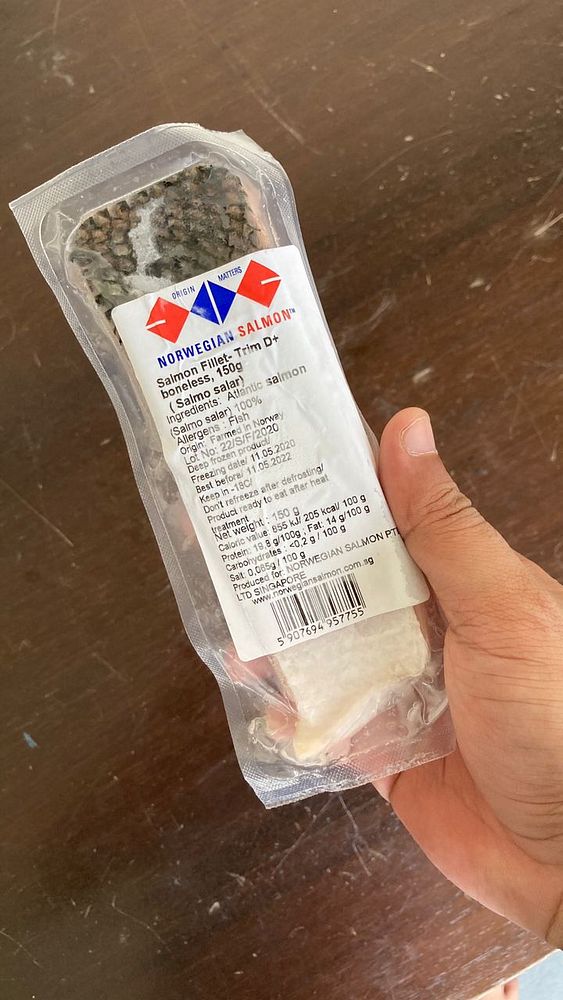 ORIGIN MATTERS
NORWEGIAN SALMON™
Salmon Fillet- Trim D+
boneless, 150g
( Salmo salar)
Ingredients: Atlantic salmon
(Salmo salar) 100%
Allergens : Fish
Origin: Farmed in Norway
Lot No: 22/S/F/2020
Deep frozen product/
Freezing date/ 11.05.2020
Best before/ 11.05.2022
Keep in -18C/
Don't refreeze after defrosting/
Product ready to eat after heat
treatment
Net weight : 150 g
Caloric value: 855 kJ/ 205 kcal/ 100 g
Protein: 19,8 g/100g ; Fat: 14 g/100 g
Carbohydrates : <0,2 g / 100 g
Salt: 0,085g / 100 g
Produced for: NORWEGIAN SALMON PTE
LTD SINGAPORE
www.norwegiansalmon.com.sg
5 907694 957755